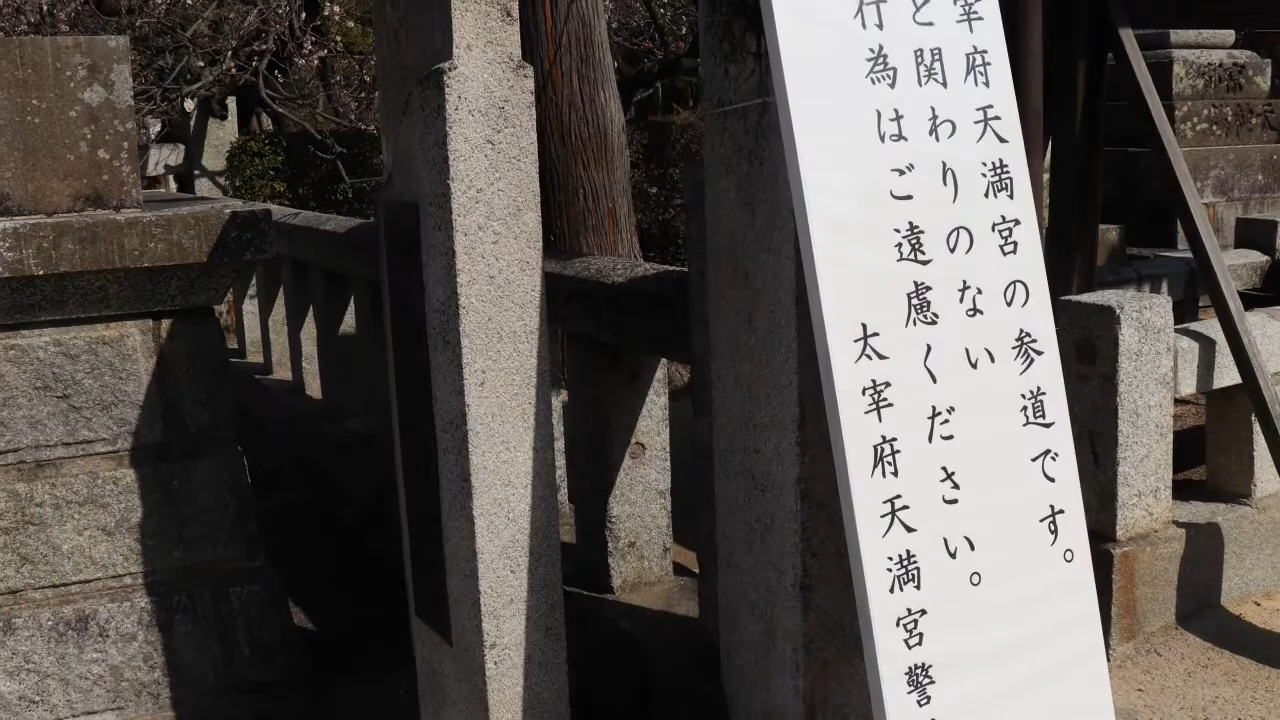 宰府天満宮の参道です。
と関わりのない
行為はご遠慮ください。
太宰府天満宮警